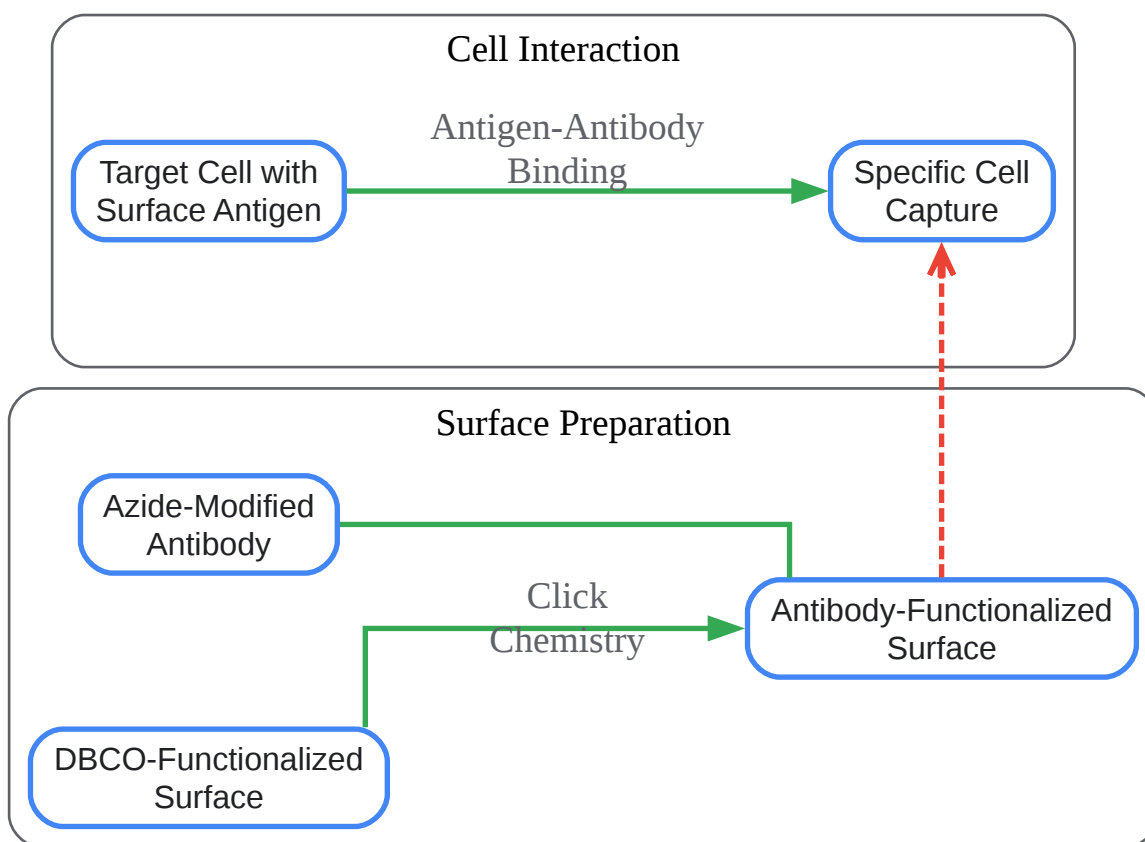 Cell Interaction
Antigen-Antibody
Binding
Target Cell with
Surface Antigen
Specific Cell
Capture
Surface Preparation
Azide-Modified
Antibody
Click
Chemistry
Antibody-Functionalized
Surface
DBCO-Functionalized
Surface